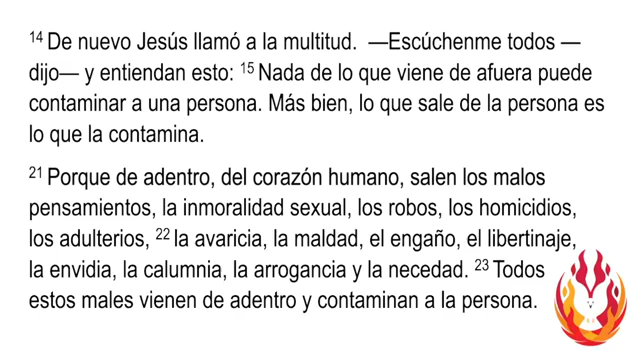 14 De nuevo Jesús llamó a la multitud. —Escúchenme todos —
dijo— y entiendan esto: 15 Nada de lo que viene de afuera puede
contaminar a una persona. Más bien, lo que sale de la persona es
lo que la contamina.
21 Porque de adentro, del corazón humano, salen los malos
pensamientos, la inmoralidad sexual, los robos, los homicidios,
los adulterios, 22 la avaricia, la maldad, el engaño, el libertinaje,
la envidia, la calumnia, la arrogancia y la necedad. 23 Todos
estos males vienen de adentro y contaminan a la persona.